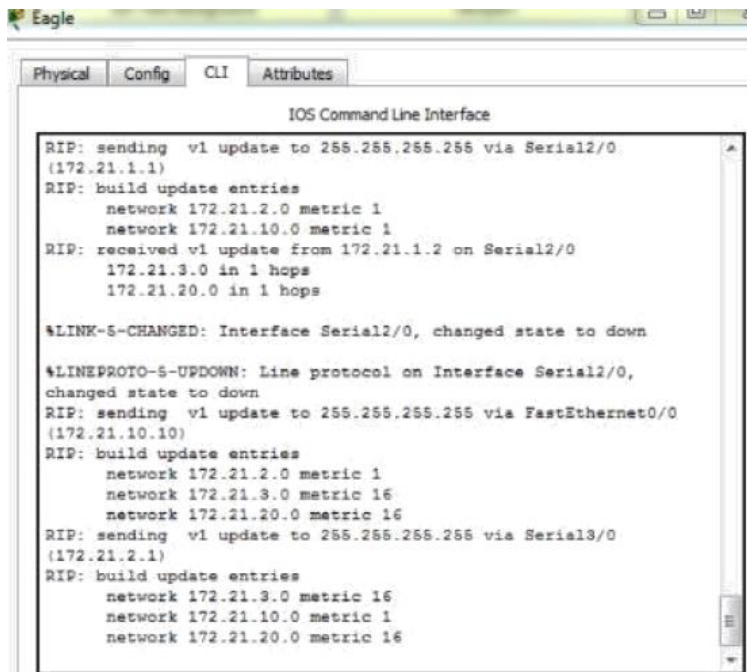 Eagle
Physical Config CLI Attributes
IOS Command Line Interface
RIP: sending v1 update to 255.255.255.255 via Serial2/0
(172.21.1.1)
RIP: build update entries
network 172.21.2.0 metric 1
network 172.21.10.0 metric 1
RIP: received v1 update from 172.21.1.2 on Serial2/0
172.21.3.0 in 1 hops
172.21.20.0 in 1 hops
%LINK-5-CHANGED: Interface Serial2/0, changed state to down
%LINEPROTO-5-UPDOWN: Line protocol on Interface Serial2/0,
changed state to down
RIP: sending v1 update to 255.255.255.255 via FastEthernet0/0
(172.21.10.10)
RIP: build update entries
network 172.21.2.0 metric 1
network 172.21.3.0 metric 16
network 172.21.20.0 metric 16
RIP: sending v1 update to 255.255.255.255 via Serial3/0
(172.21.2.1)
RIP: build update entries
network 172.21.3.0 metric 16
network 172.21.10.0 metric 1
network 172.21.20.0 metric 16